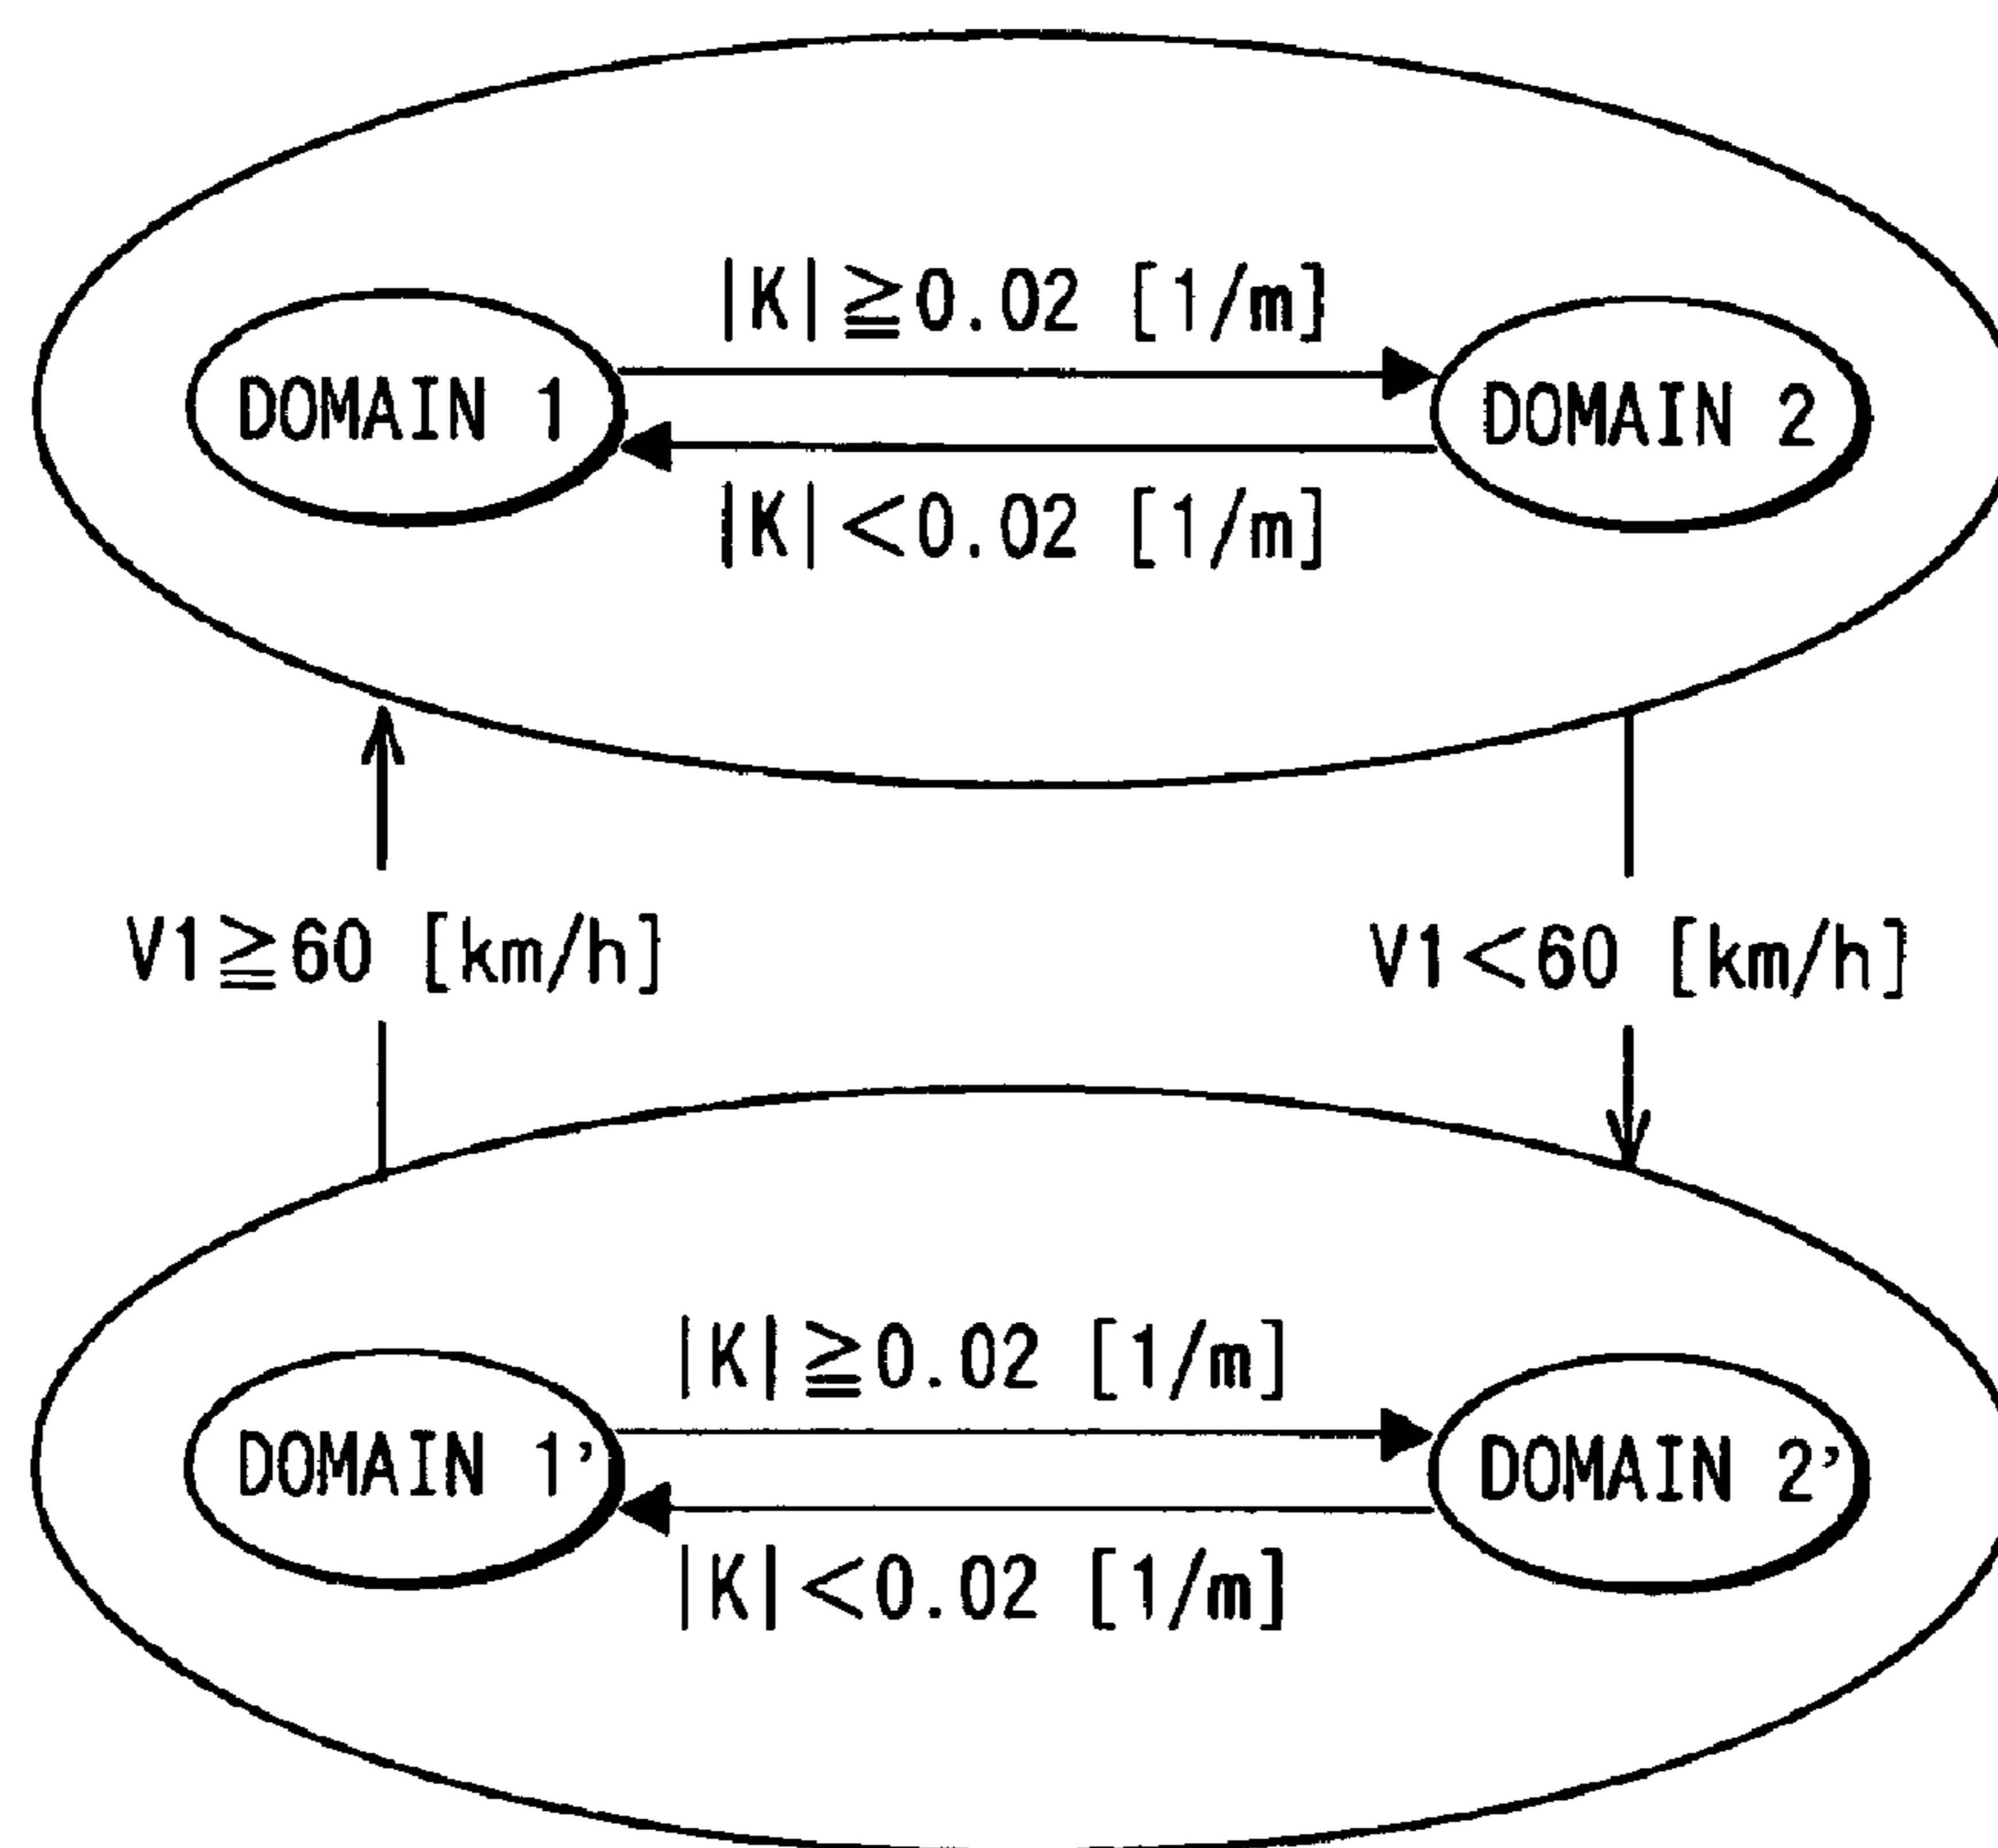 |K|≧0.02 [1/m]
DOMAIN 1
DOMAIN 2
|K|<0.02 [1/m]
V1≧60 [km/h]
V1<60 [km/h]
|K|≧0.02 [1/m]
DOMAIN 1'
DOMAIN 2'
|K|<0.02 [1/m]